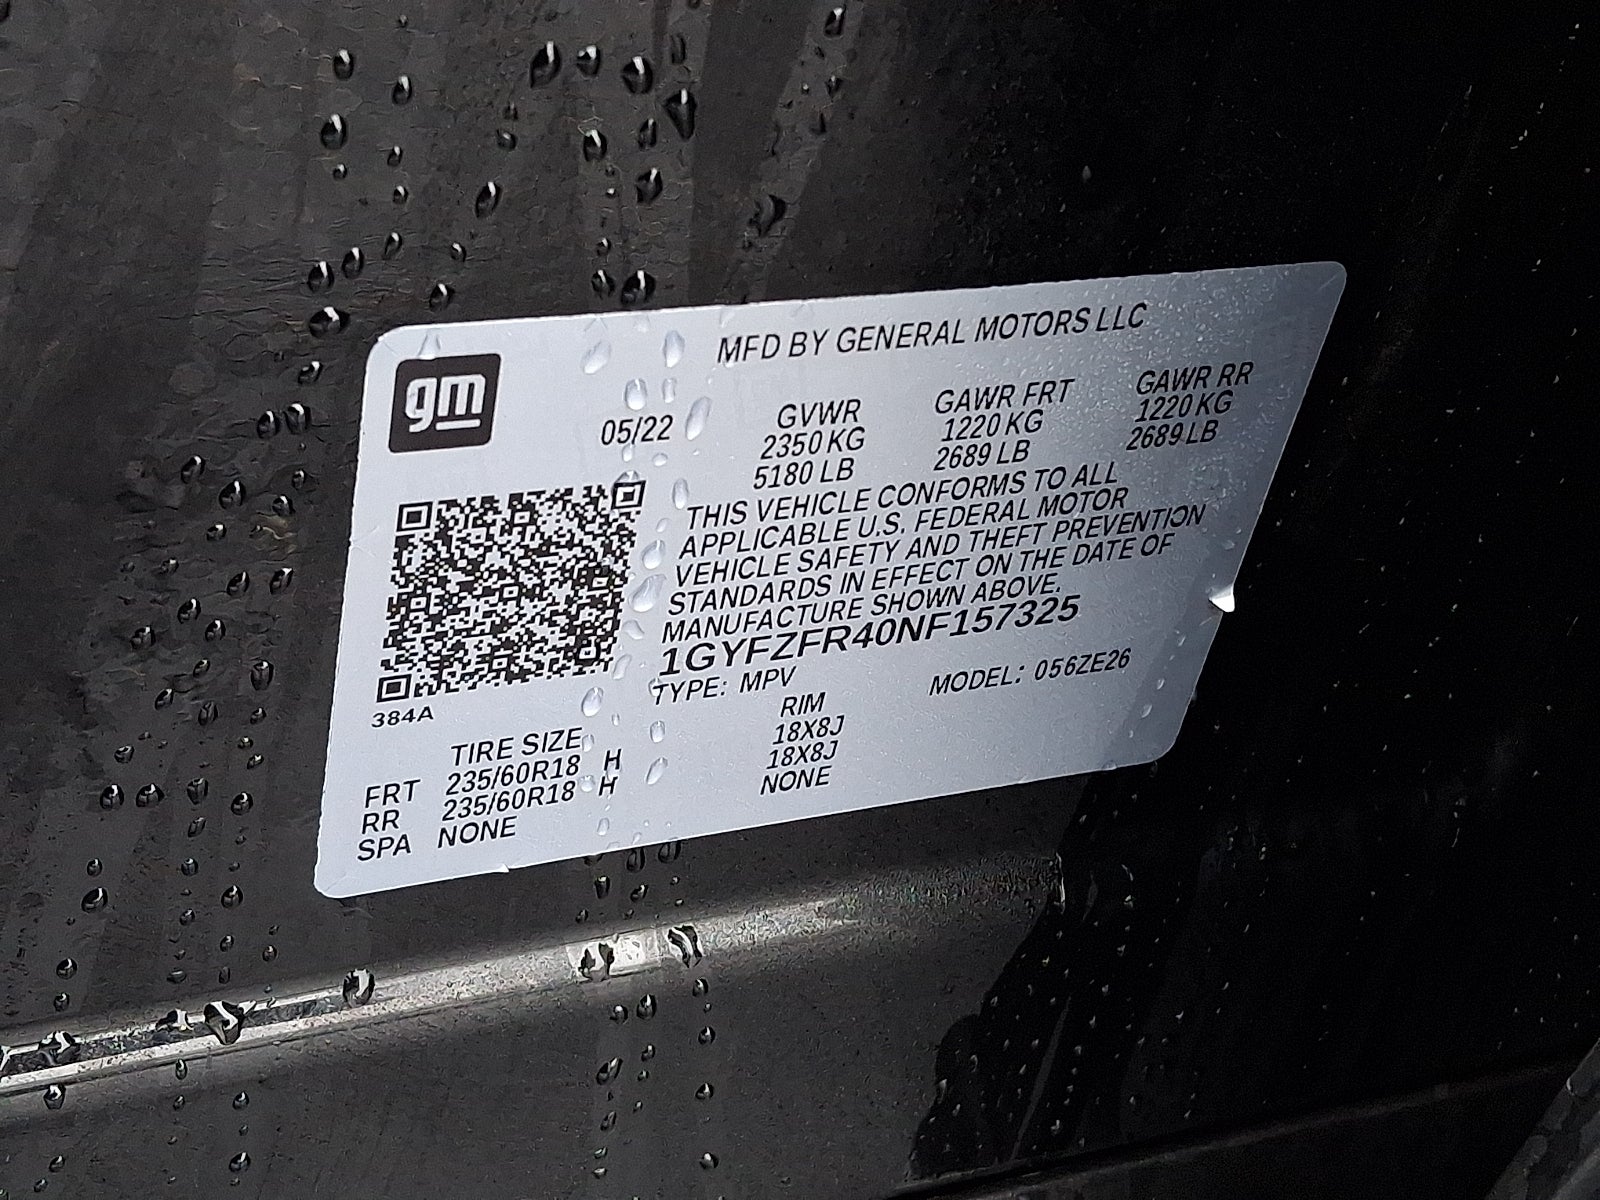 gm
MFD BY GENERAL MOTORS LLC
05/22 GVWR GAWR FRT GAWR RR
2350 KG 1220 KG 1220 KG
5180 LB 2689 LB 2689 LB
THIS VEHICLE CONFORMS TO ALL
APPLICABLE U.S. FEDERAL MOTOR
VEHICLE SAFETY AND THEFT PREVENTION
STANDARDS IN EFFECT ON THE DATE OF
MANUFACTURE SHOWN ABOVE.
1GYFZFR40NF157325
TYPE: MPV MODEL: 056ZE26
384A
TIRE SIZE RIM
FRT 235/60R18 H 18X8J
RR 235/60R18 H 18X8J
SPA NONE NONE